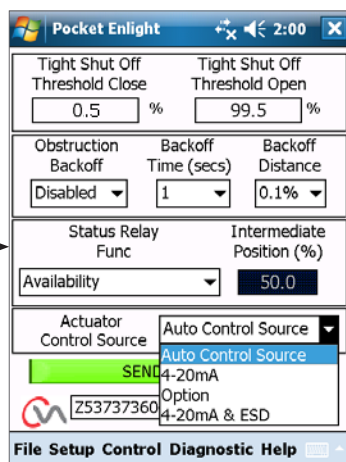 Pocket Enlight 2:00
Tight Shut Off Tight Shut Off
Threshold Close Threshold Open
0.5 % 99.5 %
Obstruction Backoff Backoff
Backoff Time (secs) Distance
Disabled 1 0.1%
Status Relay Intermediate
Func Position (%)
Availability 50.0
Actuator
Control Source Auto Control Source
Auto Control Source
SEND 4-20mA
Option
Z53737360 4-20mA & ESD
File Setup Control Diagnostic Help